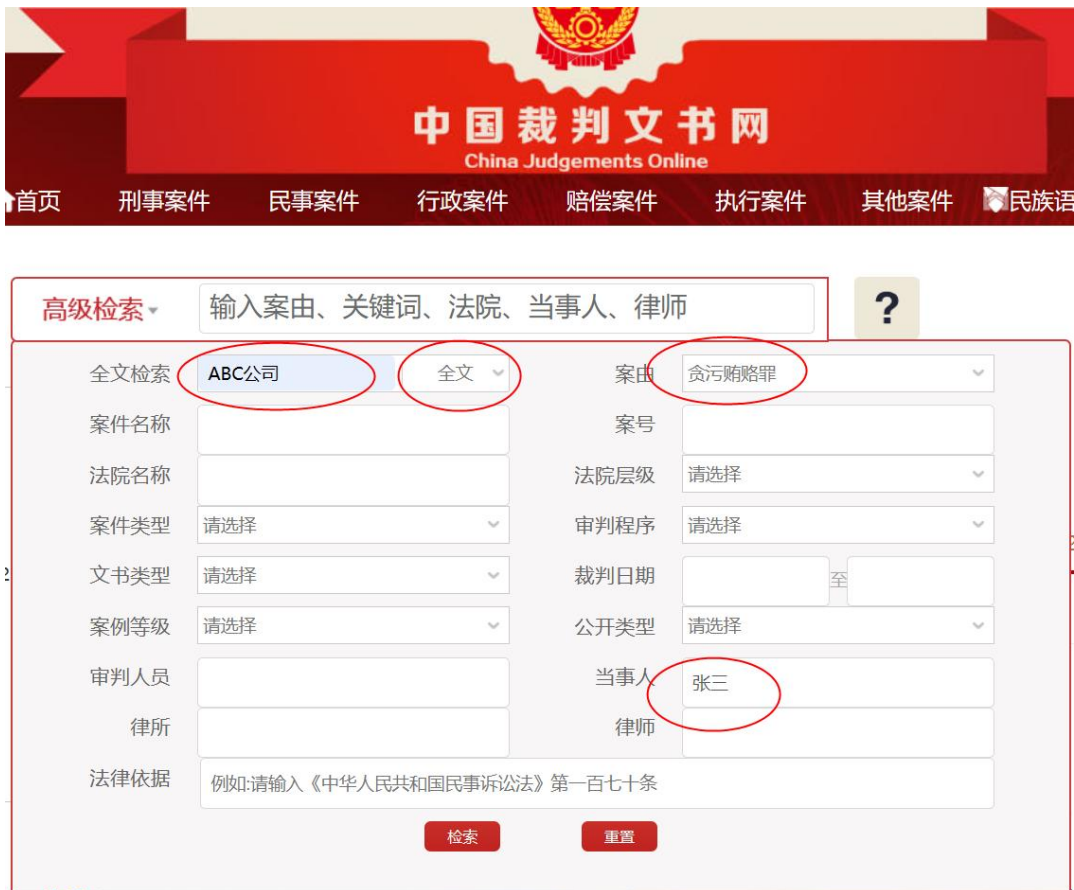 中国裁判文书网
China Judgements Online
首页 刑事案件 民事案件 行政案件 赔偿案件 执行案件 其他案件 民族语
高级检索 输入案由、关键词、法院、当事人、律师 ?
全文检索 ABC公司 全文 案由 贪污贿赂罪
案件名称 案号
法院名称 法院层级 请选择
案件类型 请选择 审判程序 请选择
文书类型 请选择 裁判日期 至
案例等级 请选择 公开类型 请选择
审判人员 当事人 张三
律所 律师
法律依据 例如:请输入《中华人民共和国民事诉讼法》第一百七十条
检索 重置